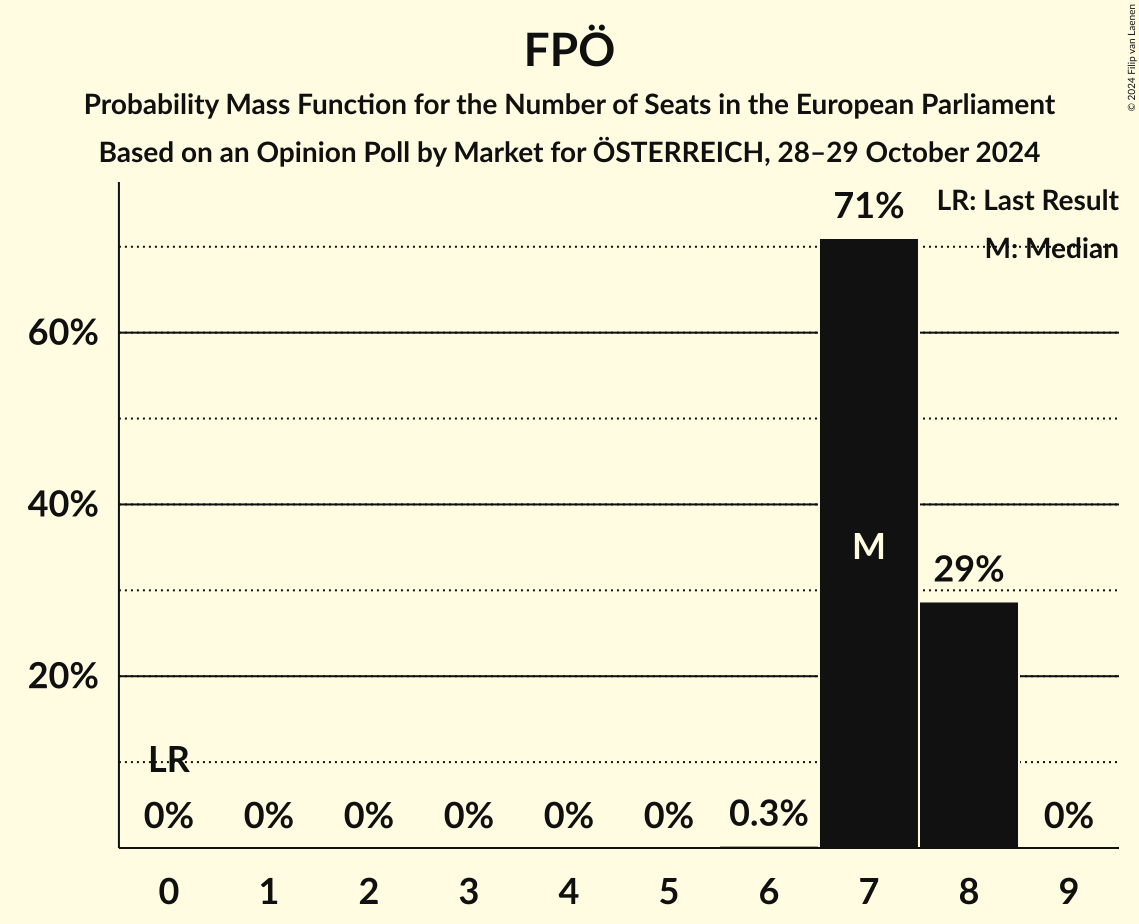 FPÖ
Probability Mass Function for the Number of Seats in the European Parliament
Based on an Opinion Poll by Market for ÖSTERREICH, 28–29 October 2024
© 2024 Filip van Laenen
LR: Last Result
M: Median
71%
60%
40%
M
29%
20%
LR
0% 0% 0% 0% 0% 0% 0.3% 0%
0 1 2 3 4 5 6 7 8 9